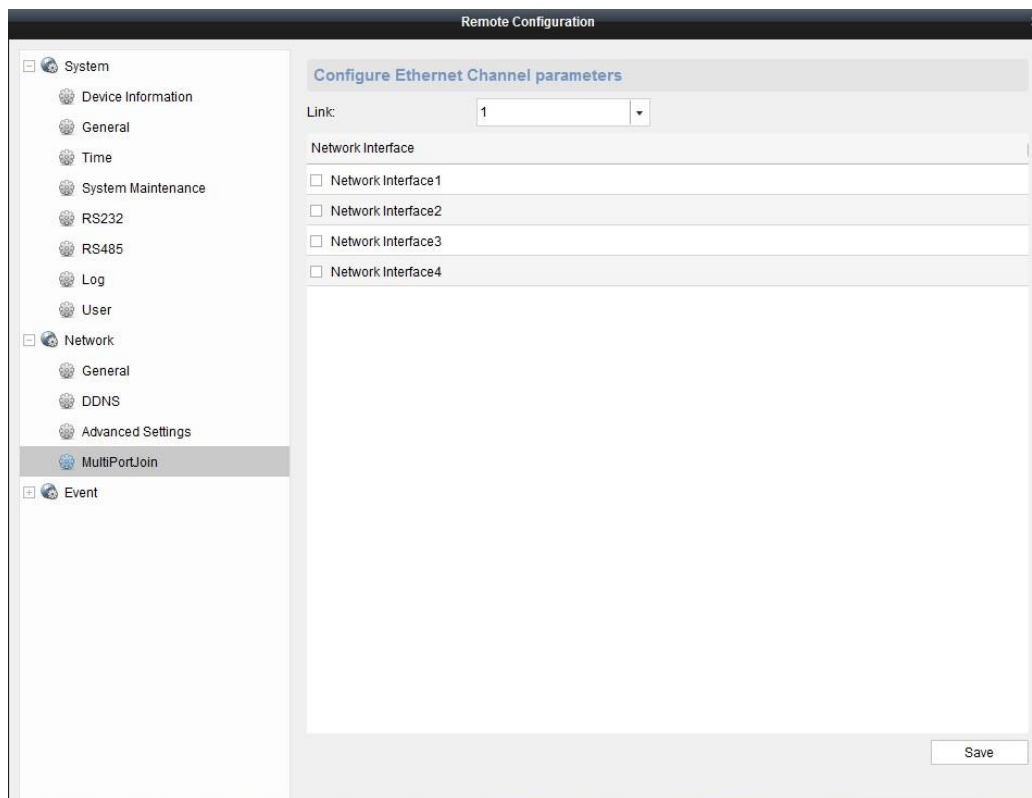 Remote Configuration
System
Device Information
General
Time
System Maintenance
RS232
RS485
Log
User
Network
General
DDNS
Advanced Settings
MultiPortJoin
Event
Configure Ethernet Channel parameters
Link: 1
Network Interface
Network Interface1
Network Interface2
Network Interface3
Network Interface4
Save